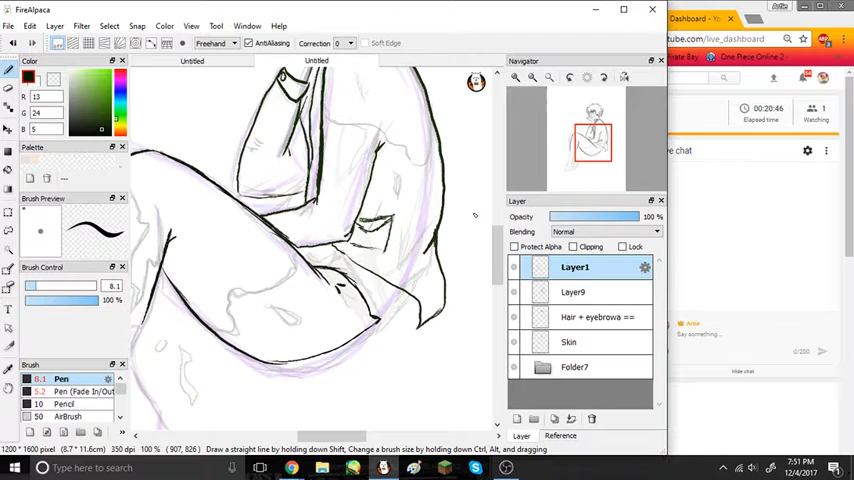 FireAlpaca
File Edit Layer Filter Select Snap Color View Tool Window Help
OFF Freehand AntiAliasing Correction 0 Soft Edge
Color
R 13
G 24
B 5
Palette
---
Brush Preview
Brush Control
8.1
100 %
Brush
8.1 Pen
5.2 Pen (Fade In/Out
10 Pencil
50 AirBrush
Untitled Untitled
Navigator
Layer
Opacity 100 %
Blending Normal
Protect Alpha Clipping Lock
Layer1
Layer9
Hair + eyebrowa ==
Skin
Folder7
Layer Reference
1200 * 1600 pixel (8.7 * 11.6cm) 350 dpi 100 % ( 907, 826 ) Draw a straight line by holding down Shift, Change a brush size by holding down Ctrl, Alt, and dragging
Artie
Dashboard - Yo
tube.com/live_dashboard
irate Bay One Piece Online 2
00:20:46 1
Elapsed time Watching
e chat
Artie
Say something...
0/200
Hide chat
Type here to search
7:51 PM
12/4/2017